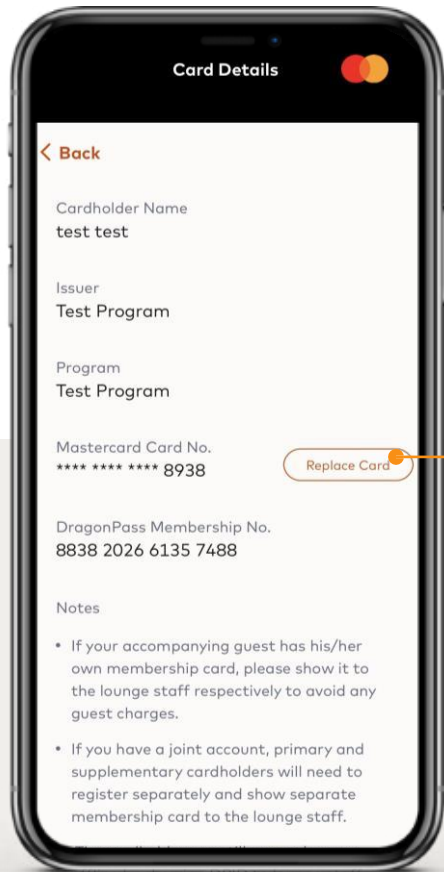 Card Details
Back
Cardholder Name
test test
Issuer
Test Program
Program
Test Program
Mastercard Card No.
**** **** **** 8938
Replace Card
DragonPass Membership No.
8838 2026 6135 7488
Notes
• If your accompanying guest has his/her
own membership card, please show it to
the lounge staff respectively to avoid any
guest charges.
• If you have a joint account, primary and
supplementary cardholders will need to
register separately and show separate
membership card to the lounge staff.